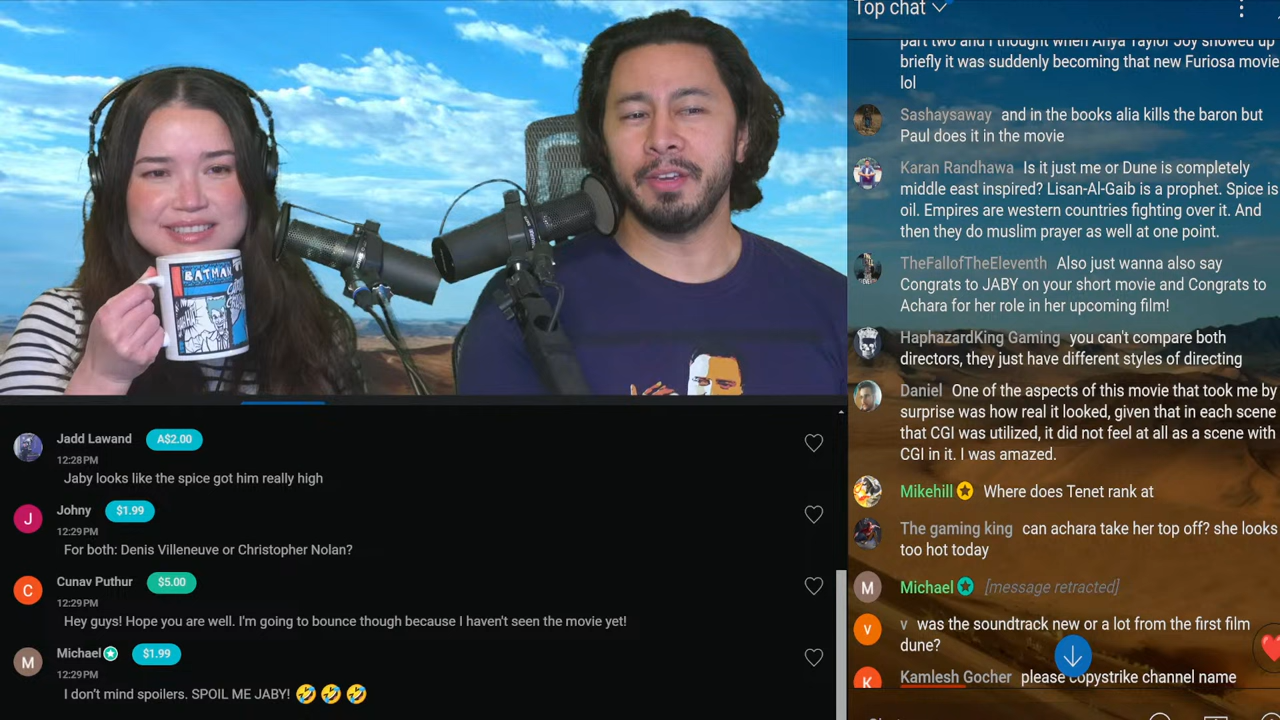 BATMAN
Jadd Lawand A$2.00
12:28 PM
Jaby looks like the spice got him really high
J
Johny $1.99
12:29 PM
For both: Denis Villeneuve or Christopher Nolan?
C
Cunav Puthur $5.00
12:29 PM
Hey guys! Hope you are well. I'm going to bounce though because I haven't seen the movie yet!
M
Michael $1.99
12:29 PM
I don't mind spoilers. SPOIL ME JABY! 🤣🤣🤣
Top chat
part two and I thought when Anya Taylor Joy showed up
briefly it was suddenly becoming that new Furiosa movie
lol
Sashaysaway and in the books alia kills the baron but
Paul does it in the movie
Karan Randhawa Is it just me or Dune is completely
middle east inspired? Lisan-Al-Gaib is a prophet. Spice is
oil. Empires are western countries fighting over it. And
then they do muslim prayer as well at one point.
TheFalloftheEleventh Also just wanna also say
Congrats to JABY on your short movie and Congrats to
Achara for her role in her upcoming film!
HaphazardKing Gaming you can't compare both
directors, they just have different styles of directing
Daniel One of the aspects of this movie that took me by
surprise was how real it looked, given that in each scene
that CGI was utilized, it did not feel at all as a scene with
CGI in it. I was amazed.
Mikehill Where does Tenet rank at
The gaming king can achara take her top off? she looks
too hot today
M
Michael [message retracted]
v
v was the soundtrack new or a lot from the first film
dune?
K
Kamlesh Gocher please copystrike channel name